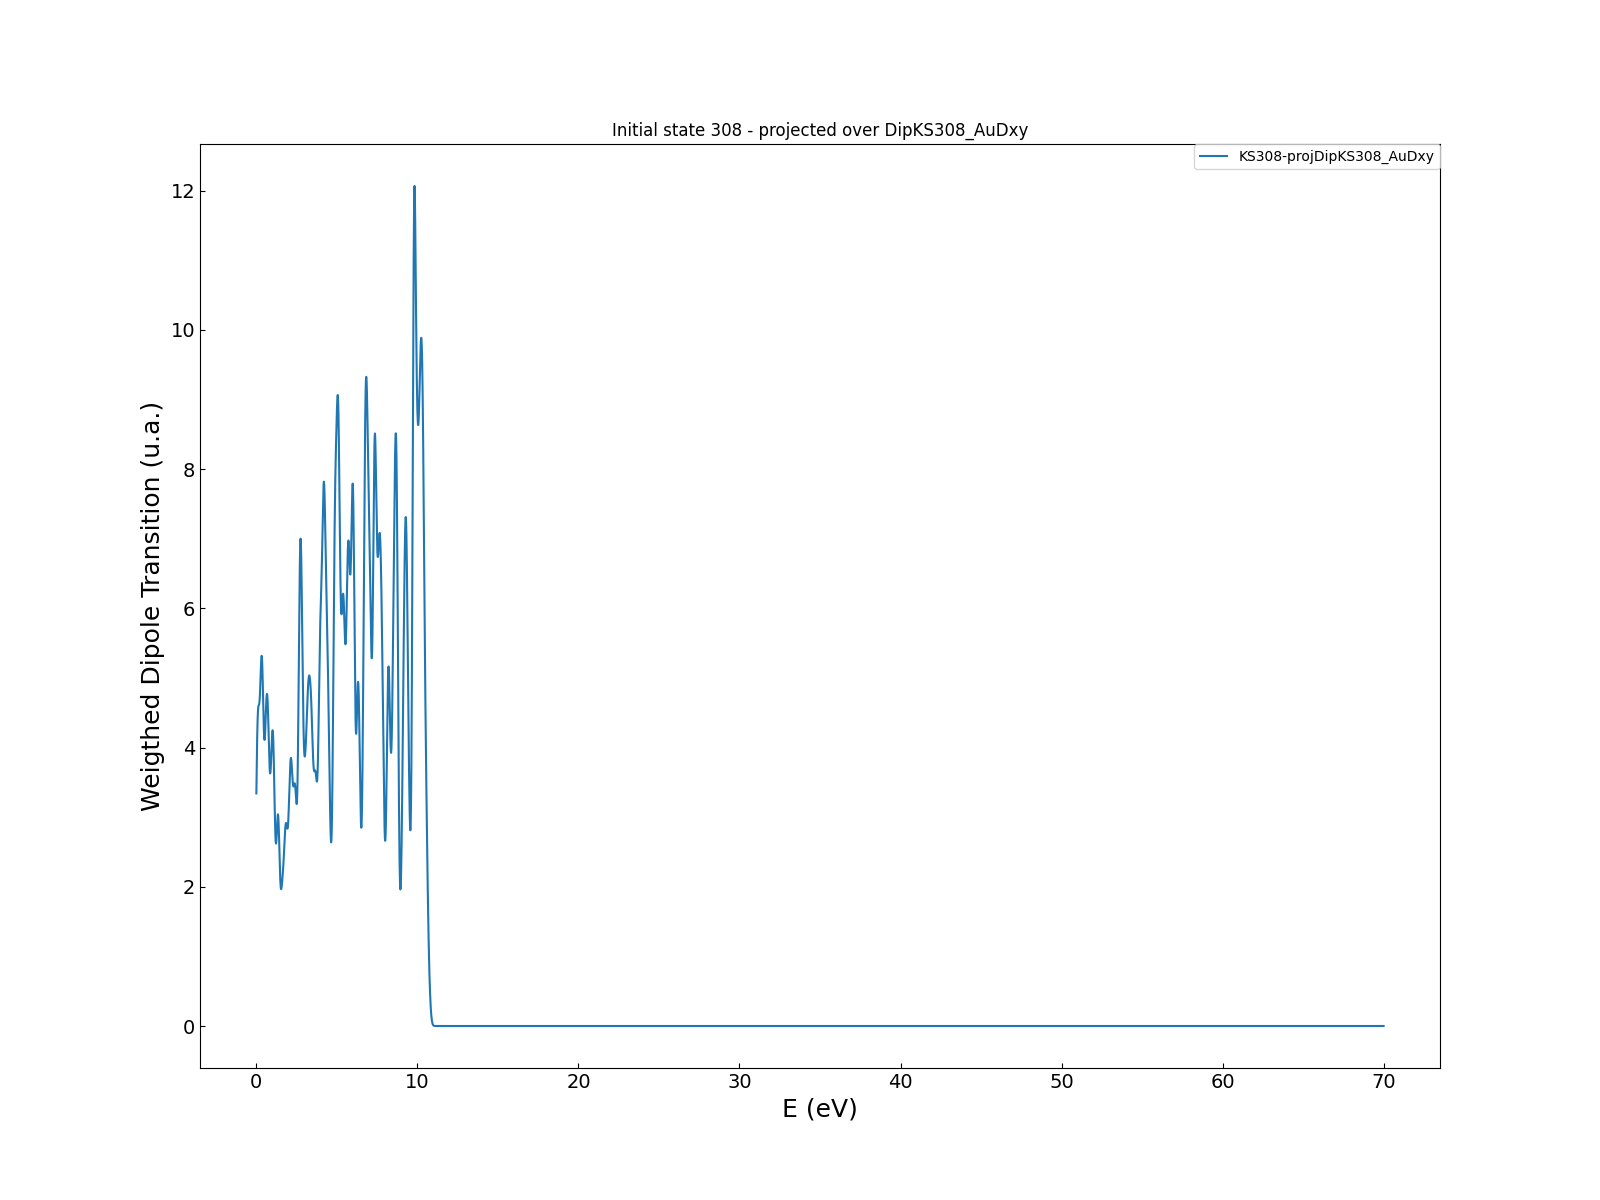 Initial state 308 - projected over DipKS308_AuDxy
KS308-projDipKS308_AuDxy
12
10
8
6
4
2
0
Weigthed Dipole Transition (u.a.)
0 10 20 30 40 50 60 70
E (eV)